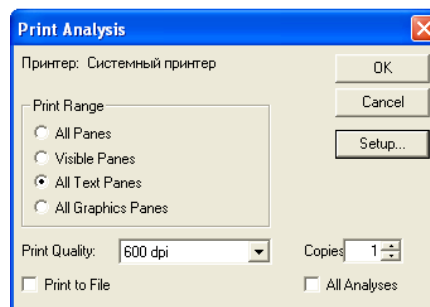 Print Analysis
Принтер: Системный принтер
OK
Cancel
Setup...
Print Range
All Panes
Visible Panes
All Text Panes
All Graphics Panes
Print Quality: 600 dpi
Copies 1
Print to File
All Analyses